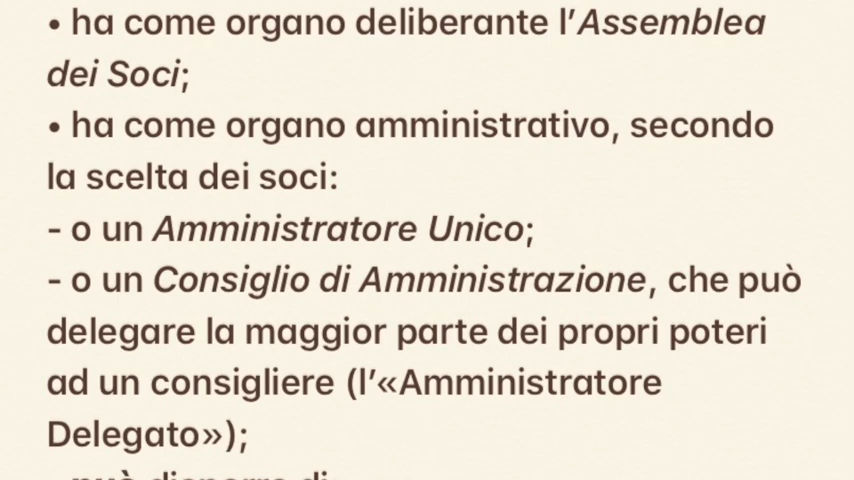 • ha come organo deliberante l’Assemblea
dei Soci;
• ha come organo amministrativo, secondo
la scelta dei soci:
- o un Amministratore Unico;
- o un Consiglio di Amministrazione, che può
delegare la maggior parte dei propri poteri
ad un consigliere (l’«Amministratore
Delegato»);